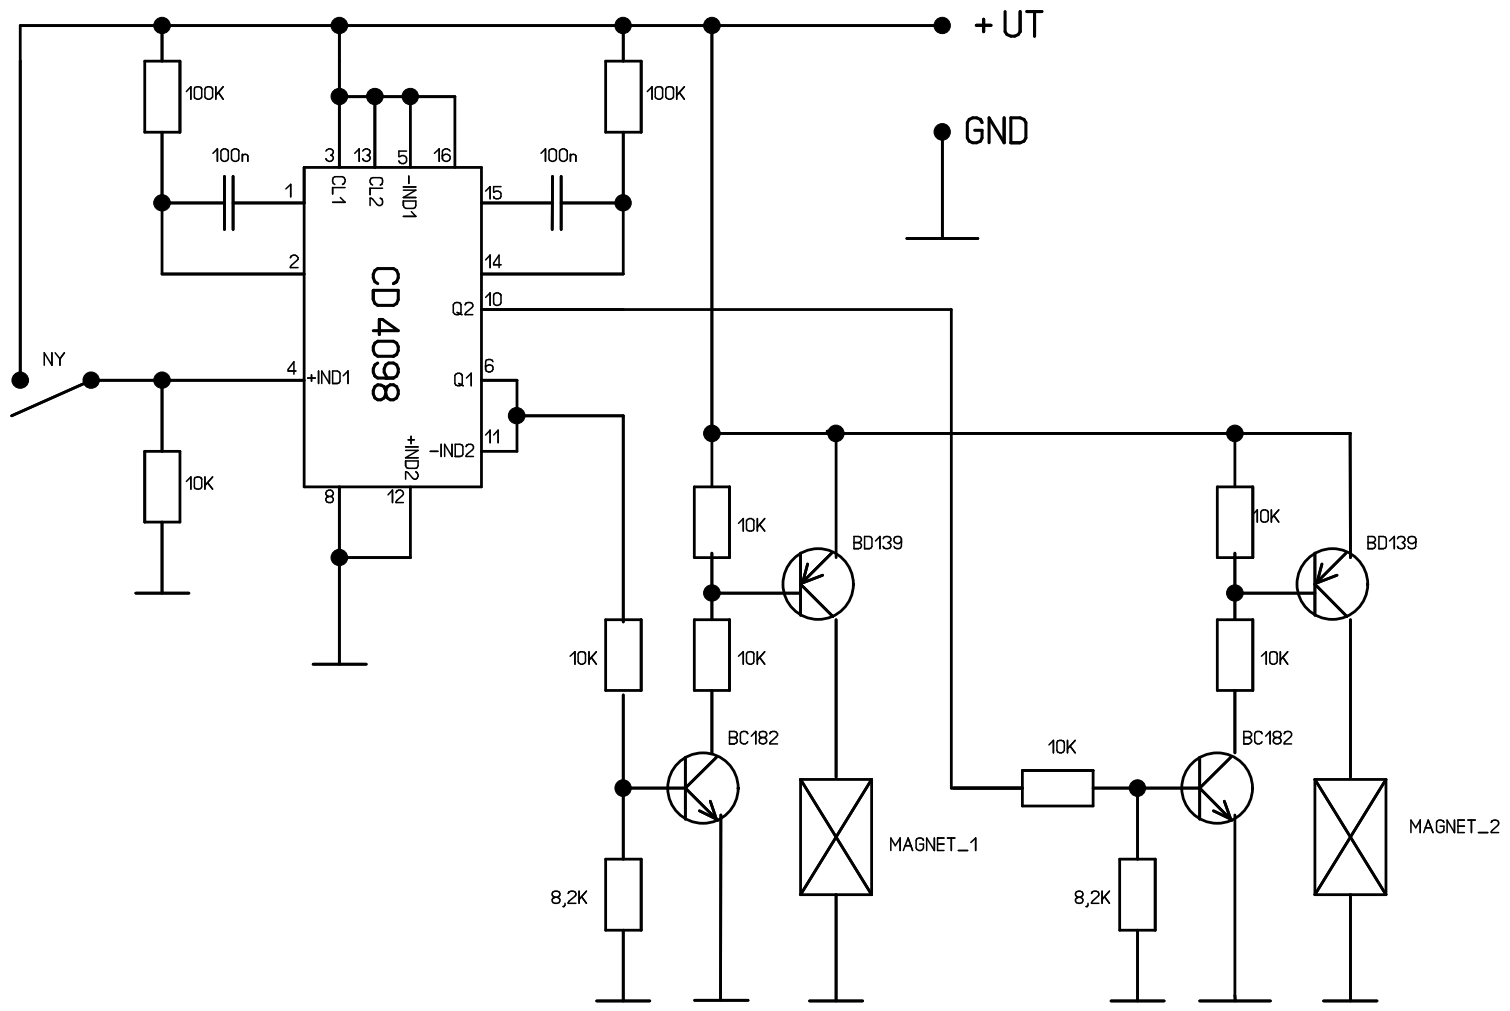 + UT
100K
100K
GND
100n
100n
3
13
5
16
1
CL1
CL2
-IND1
15
2
14
CD 4098
Q2
10
NY
4
+IND1
Q1
6
+IND2
-IND2
11
10K
8
12
10K
BD139
10K
BD139
10K
10K
10K
BC182
10K
BC182
MAGNET_1
MAGNET_2
8,2K
8,2K